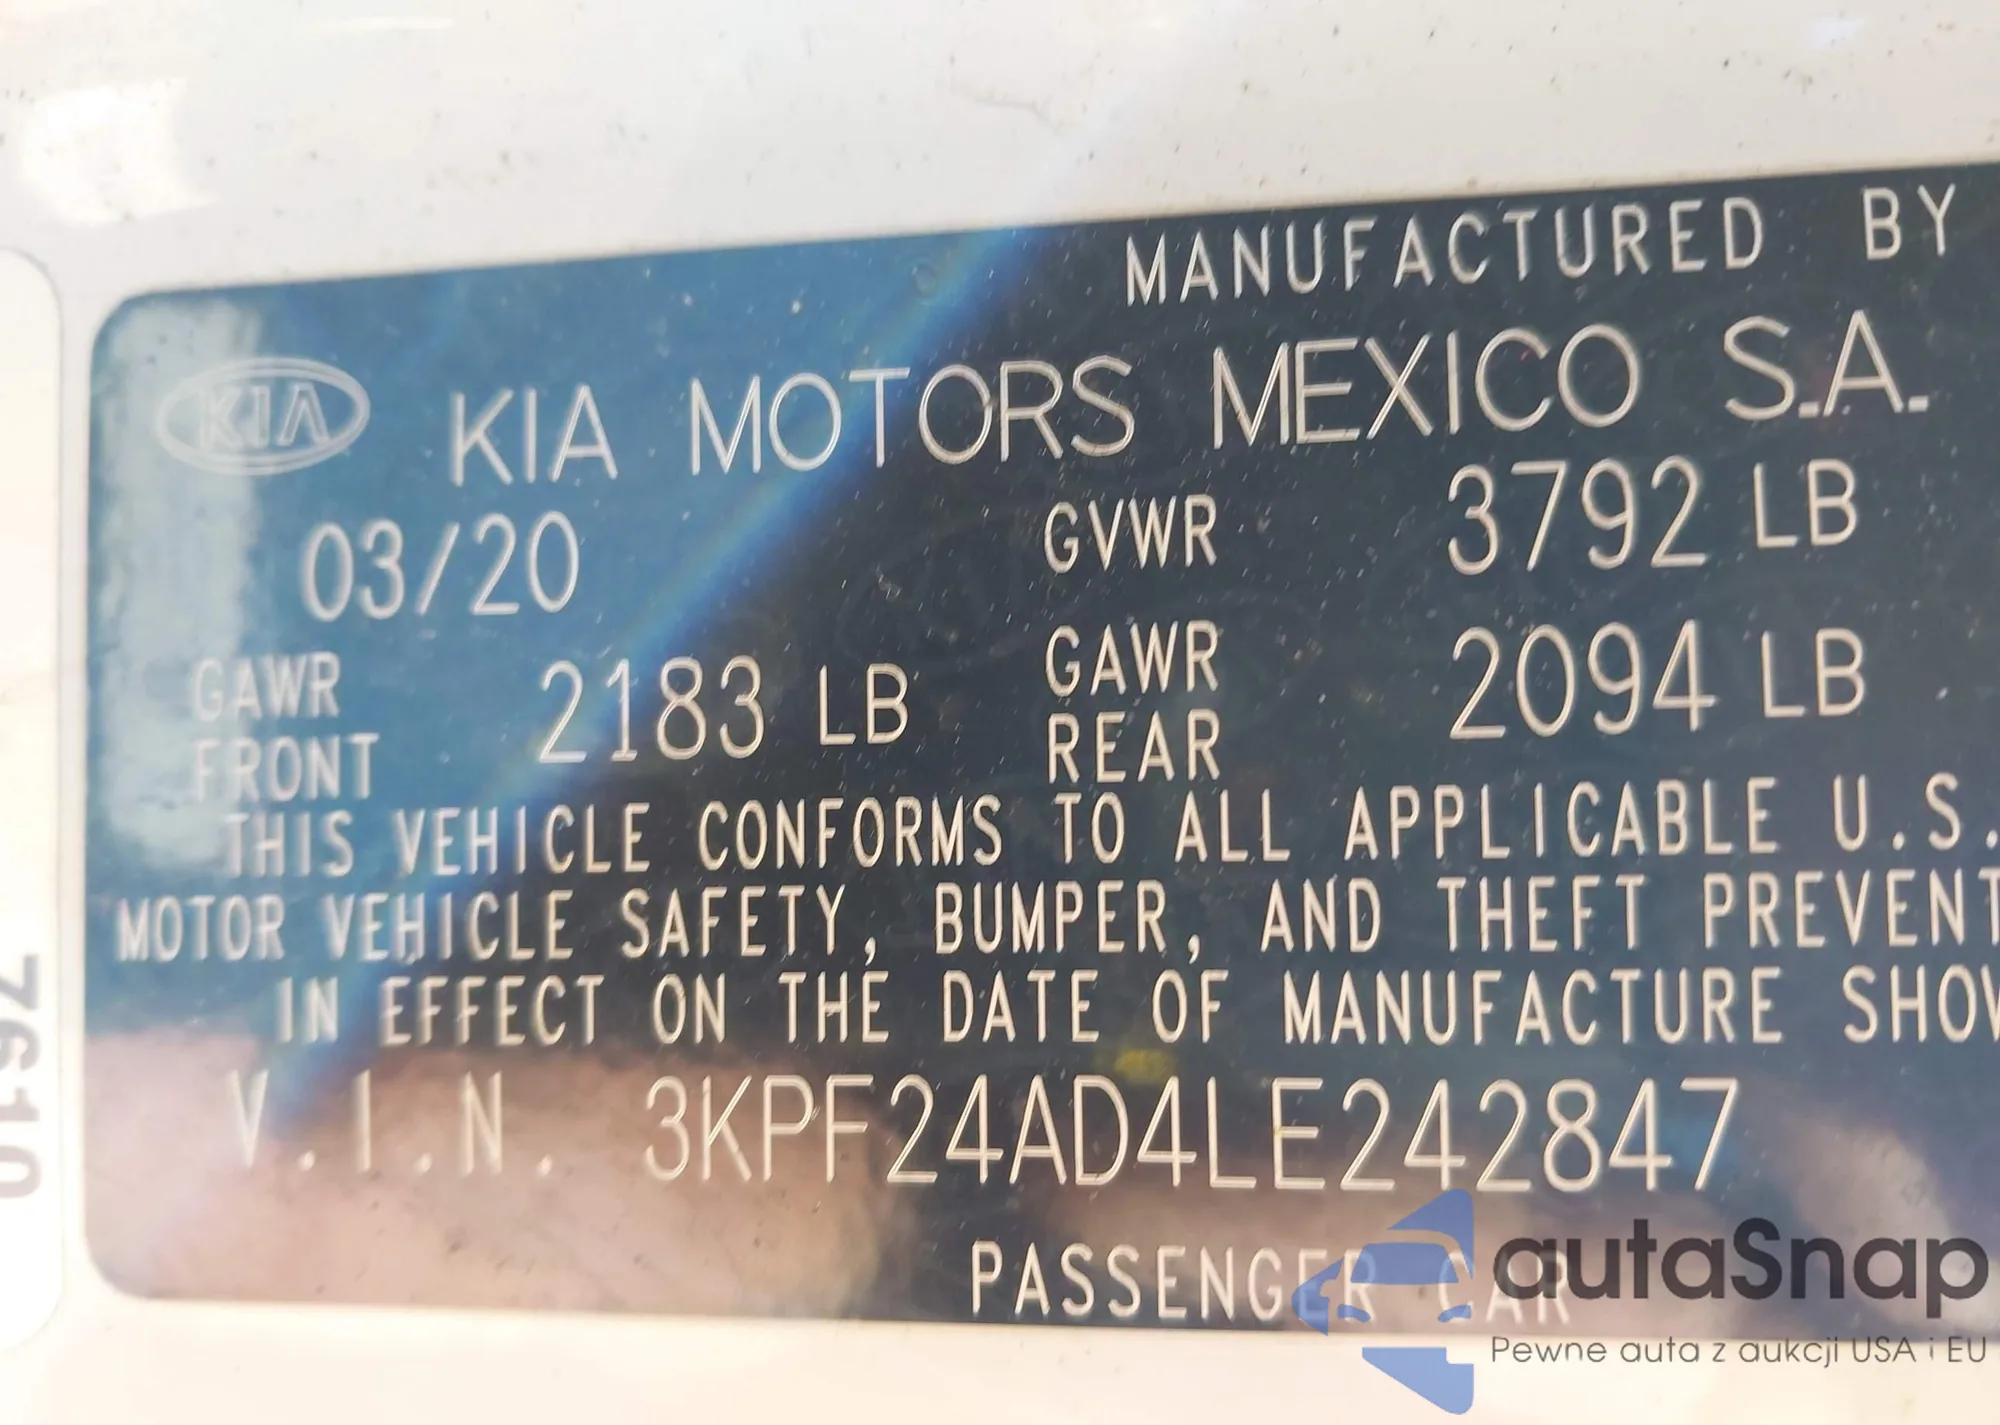 MANUFACTURED BY
KIA KIA MOTORS MEXICO S.A.
03/20 GVWR 3792 LB
GAWR FRONT 2183 LB GAWR REAR 2094 LB
THIS VEHICLE CONFORMS TO ALL APPLICABLE U.S.
MOTOR VEHICLE SAFETY, BUMPER, AND THEFT PREVENT
IN EFFECT ON THE DATE OF MANUFACTURE SHOW
V.I.N. 3KPF24AD4LE242847
PASSENGER CAR
7610
autaSnap
Pewne auta z aukcji USA i EU